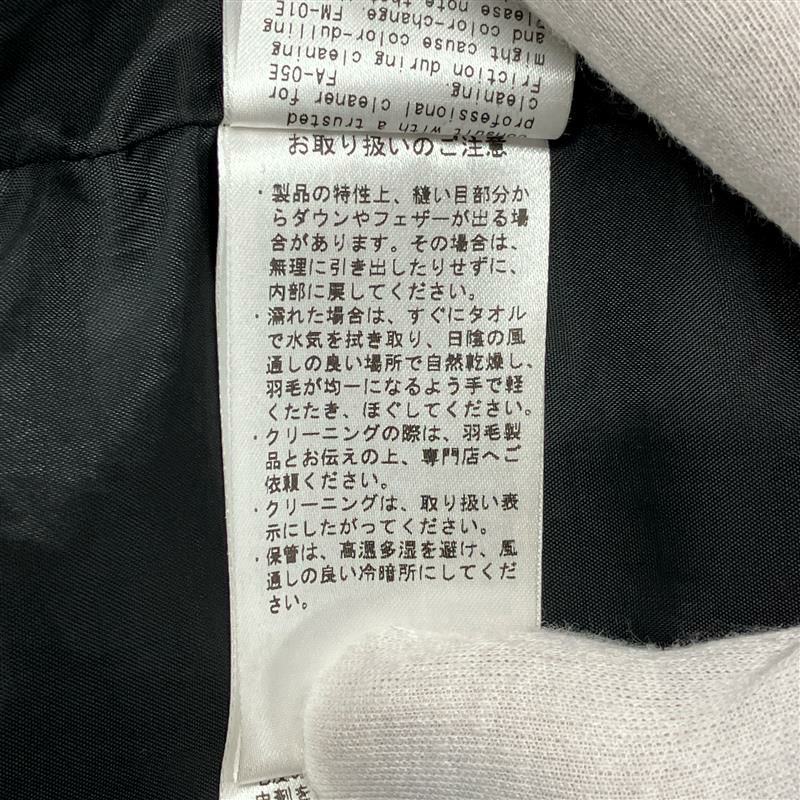 Please note that
and color-change. FM-01E
might cause color-dulling
Friction during cleaning
cleaning. FA-05E
professional cleaner for
consult with a trusted
お取り扱いのご注意
・製品の特性上、縫い目部分か
らダウンやフェザーが出る場
合があります。その場合は、
無理に引き出したりせずに、
内部に戻してください。
・濡れた場合は、すぐにタオル
で水気を拭き取り、日陰の風
通しの良い場所で自然乾燥し、
羽毛が均一になるよう手で軽
くたたき、ほぐしてください。
・クリーニングの際は、羽毛製
品とお伝えの上、専門店へご
依頼ください。
・クリーニングは、取り扱い表
示にしたがってください。
・保管は、高温多湿を避け、風
通しの良い冷暗所にしてくだ
さい。